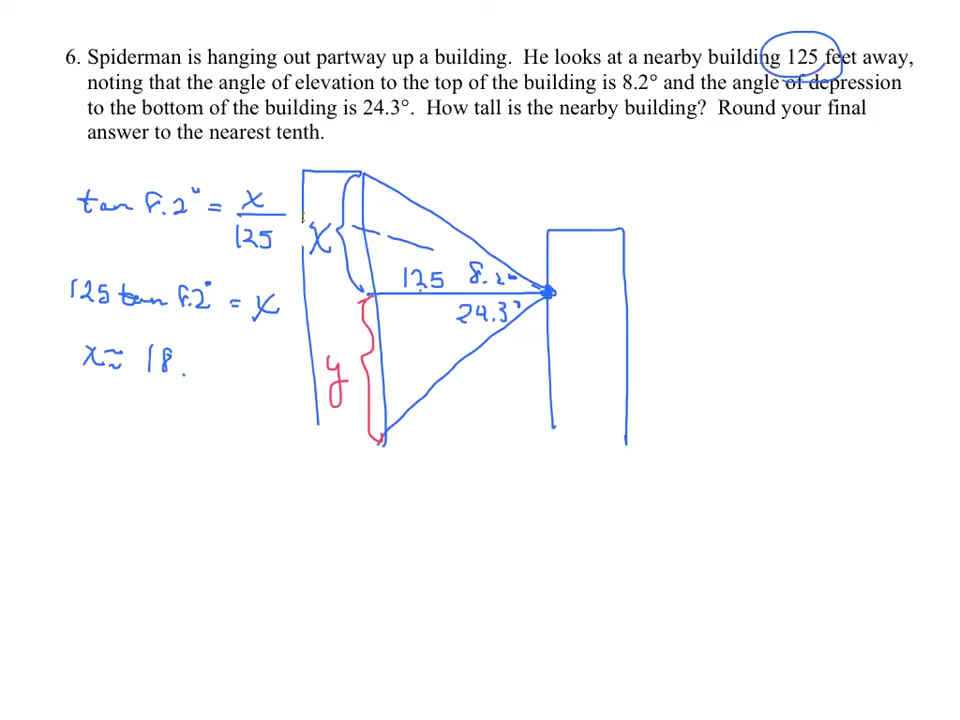 6. Spiderman is hanging out partway up a building. He looks at a nearby building 125 feet away,
noting that the angle of elevation to the top of the building is 8.2° and the angle of depression
to the bottom of the building is 24.3°. How tall is the nearby building? Round your final
answer to the nearest tenth.
tan 8.2° = x / 125
x
125 8.2°
24.3°
125 tan 8.2° = x
x ≈ 18.
y